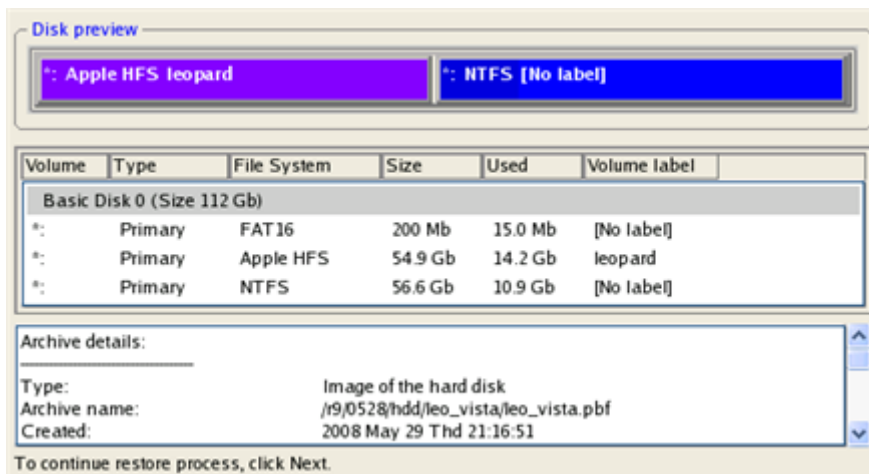 Disk preview
*: Apple HFS leopard
*: NTFS [No label]
Volume Type File System Size Used Volume label
Basic Disk 0 (Size 112 Gb)
*: Primary FAT16 200 Mb 15.0 Mb [No label]
*: Primary Apple HFS 54.9 Gb 14.2 Gb leopard
*: Primary NTFS 56.6 Gb 10.9 Gb [No label]
Archive details:
------------------------------------
Type: Image of the hard disk
Archive name: /r9/0528/hdd/leo_vista/leo_vista.pbf
Created: 2008 May 29 Thd 21:16:51
To continue restore process, click Next.